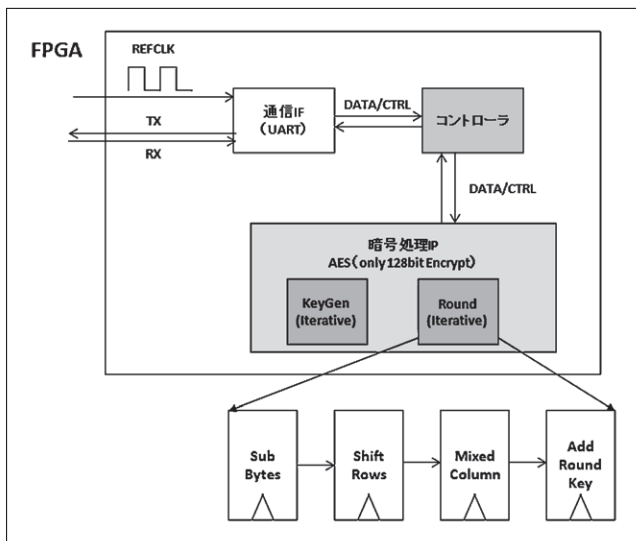 FPGA
REFCLK
TX
RX
通信IF
(UART)
DATA/CTRL
コントローラ
DATA/CTRL
暗号処理IP
AES(only 128bit Encrypt)
KeyGen
(Iterative)
Round
(Iterative)
Sub
Bytes
Shift
Rows
Mixed
Column
Add
Round
Key